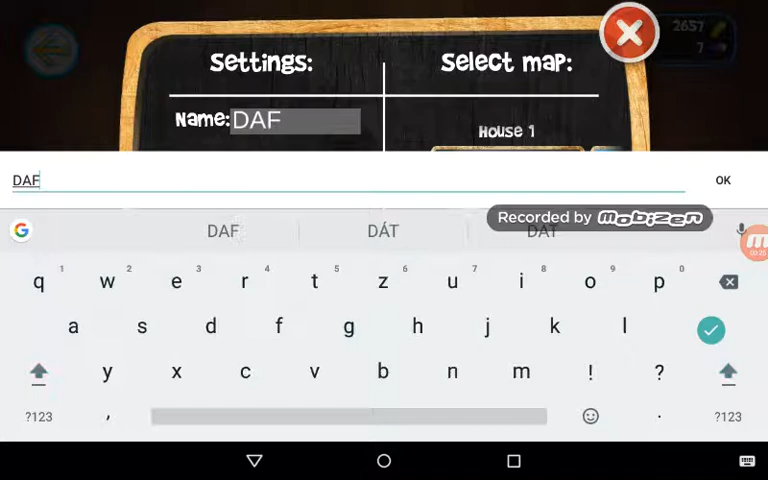 2657
7
Settings:
Select map:
Name: DAF
House 1
DAF
OK
Recorded by mobizen
DAF
DÁT
DAT
1 2 3 4 5 6 7 8 9 0
q w e r t z u i o p
a s d f g h j k l
y x c v b n m ! ?
?123 , . ?123